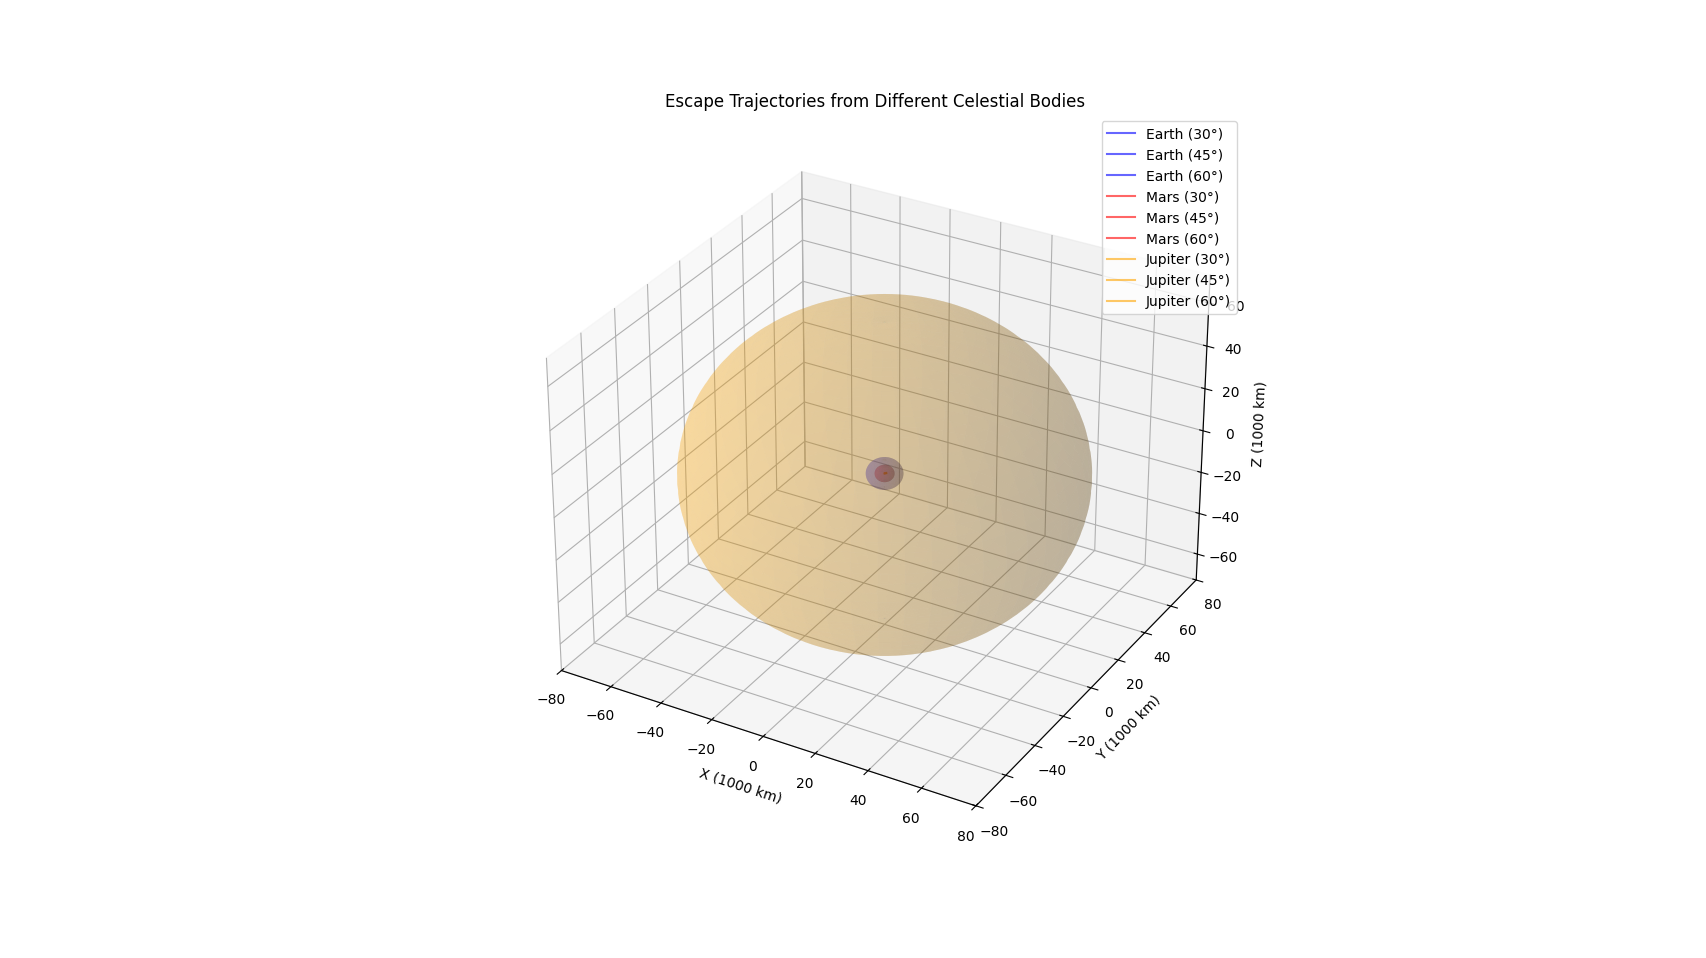 Escape Trajectories from Different Celestial Bodies
Earth (30°)
Earth (45°)
Earth (60°)
Mars (30°)
Mars (45°)
Mars (60°)
Jupiter (30°)
Jupiter (45°)
Jupiter (60°)
60
40
20
0
−20
−40
−60
Z (1000 km)
80
60
40
20
0
−20
−40
−60
−80
Y (1000 km)
−80
−60
−40
−20
0
20
40
60
80
X (1000 km)